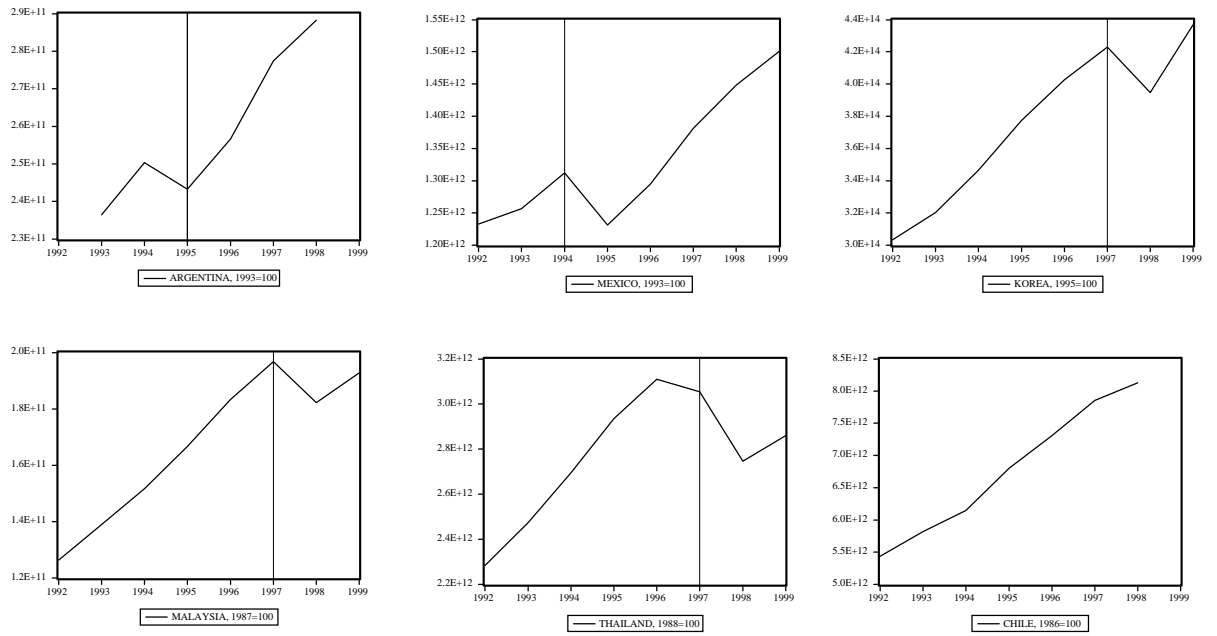 2.9E+11
2.8E+11
2.7E+11
2.6E+11
2.5E+11
2.4E+11
2.3E+11
1992 1993 1994 1995 1996 1997 1998 1999
ARGENTINA, 1993=100
1.55E+12
1.50E+12
1.45E+12
1.40E+12
1.35E+12
1.30E+12
1.25E+12
1.20E+12
1992 1993 1994 1995 1996 1997 1998 1999
MEXICO, 1993=100
4.4E+14
4.2E+14
4.0E+14
3.8E+14
3.6E+14
3.4E+14
3.2E+14
3.0E+14
1992 1993 1994 1995 1996 1997 1998 1999
KOREA, 1995=100
2.0E+11
1.8E+11
1.6E+11
1.4E+11
1.2E+11
1992 1993 1994 1995 1996 1997 1998 1999
MALAYSIA, 1987=100
3.2E+12
3.0E+12
2.8E+12
2.6E+12
2.4E+12
2.2E+12
1992 1993 1994 1995 1996 1997 1998 1999
THAILAND, 1988=100
8.5E+12
8.0E+12
7.5E+12
7.0E+12
6.5E+12
6.0E+12
5.5E+12
5.0E+12
1992 1993 1994 1995 1996 1997 1998 1999
CHILE, 1986=100